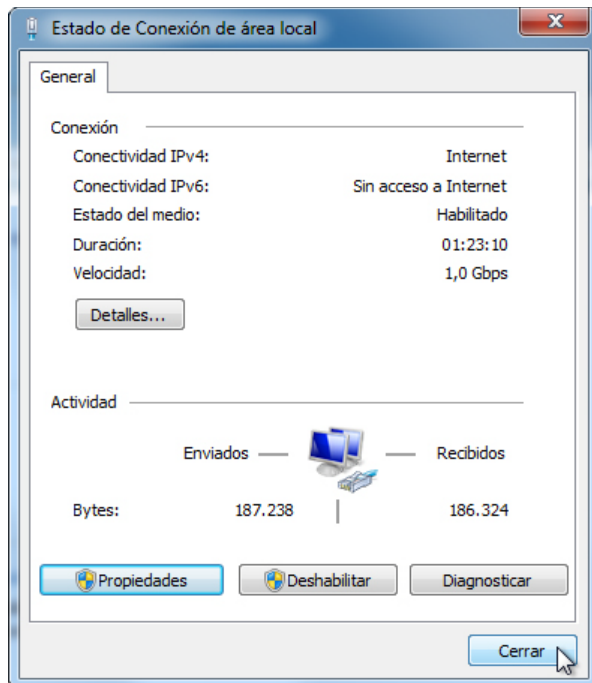 Estado de Conexión de área local
General
Conexión
Conectividad IPv4: Internet
Conectividad IPv6: Sin acceso a Internet
Estado del medio: Habilitado
Duración: 01:23:10
Velocidad: 1,0 Gbps
Detalles...
Actividad
Enviados Recibidos
Bytes: 187.238 186.324
Propiedades Deshabilitar Diagnosticar
Cerrar